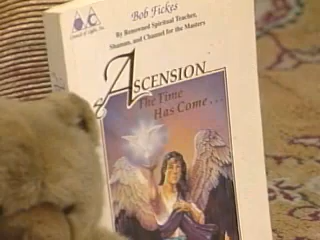 Bob Fickes
By Renowned Spiritual Teacher,
Shaman, and Channel for the Masters
ASCENSION
The Time
Has Come...